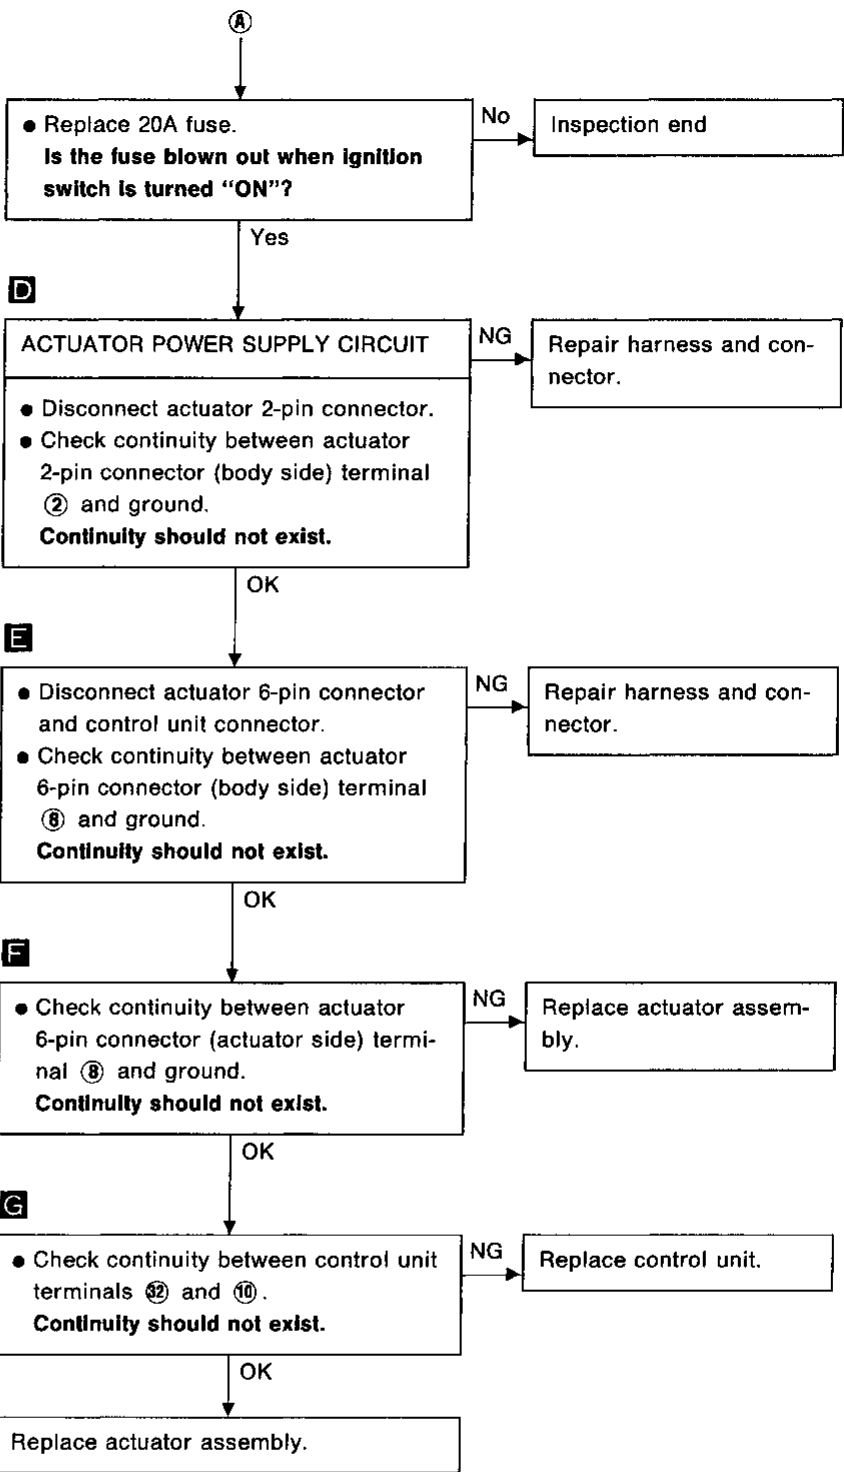 Ⓐ
● Replace 20A fuse.
Is the fuse blown out when ignition
switch is turned “ON”?
No
Inspection end
Yes
D
ACTUATOR POWER SUPPLY CIRCUIT
NG
Repair harness and con-
nector.
● Disconnect actuator 2-pin connector.
● Check continuity between actuator
2-pin connector (body side) terminal
② and ground.
Continuity should not exist.
OK
E
● Disconnect actuator 6-pin connector
and control unit connector.
● Check continuity between actuator
6-pin connector (body side) terminal
⑧ and ground.
Continuity should not exist.
NG
Repair harness and con-
nector.
OK
F
● Check continuity between actuator
6-pin connector (actuator side) termi-
nal ⑧ and ground.
Continuity should not exist.
NG
Replace actuator assem-
bly.
OK
G
● Check continuity between control unit
terminals ㉜ and ⑩.
Continuity should not exist.
NG
Replace control unit.
OK
Replace actuator assembly.